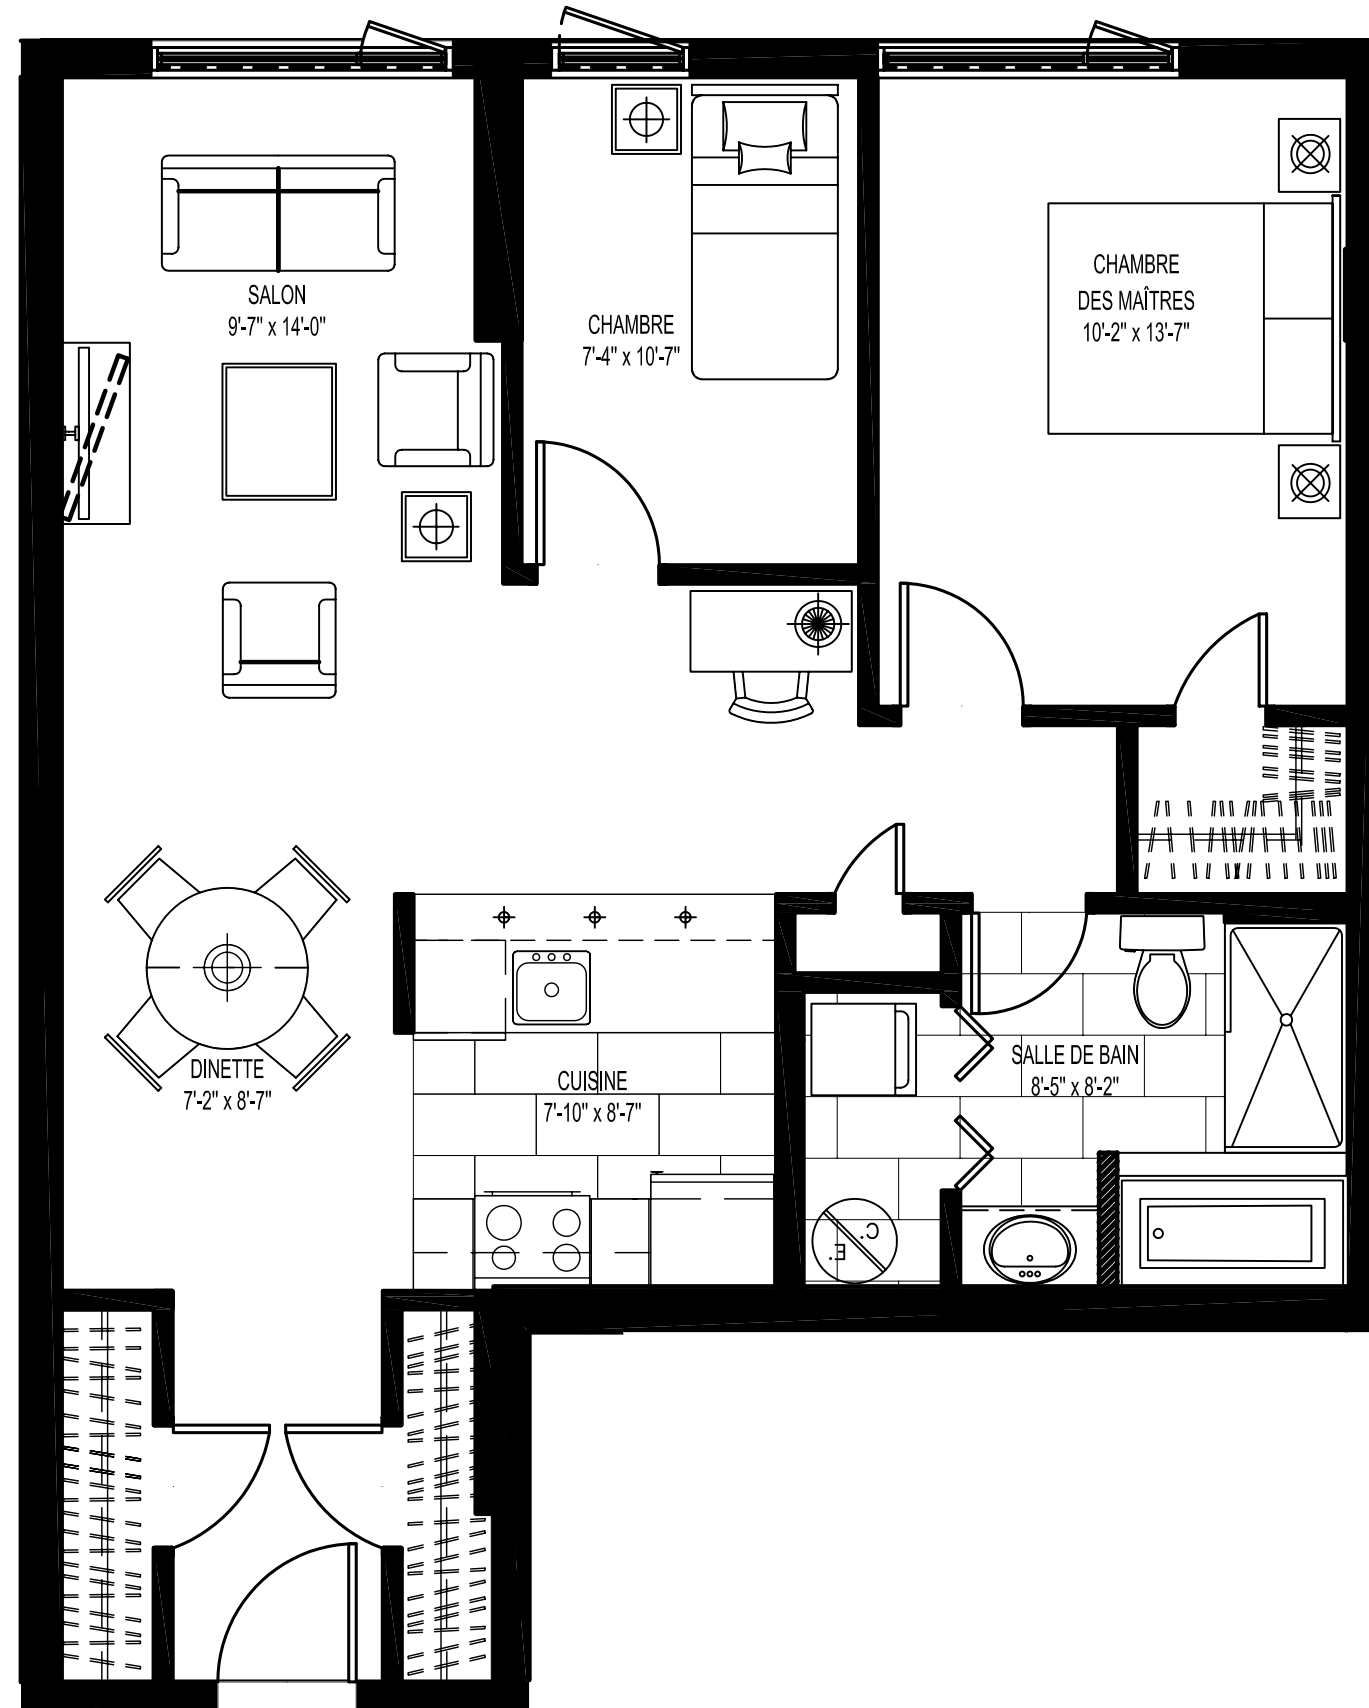 SALON
9'-7" x 14'-0"
CHAMBRE
7'-4" x 10'-7"
CHAMBRE
DES MAÎTRES
10'-2" x 13'-7"
DINETTE
7'-2" x 8'-7"
CUISINE
7'-10" x 8'-7"
SALLE DE BAIN
8'-5" x 8'-2"
C.
E.